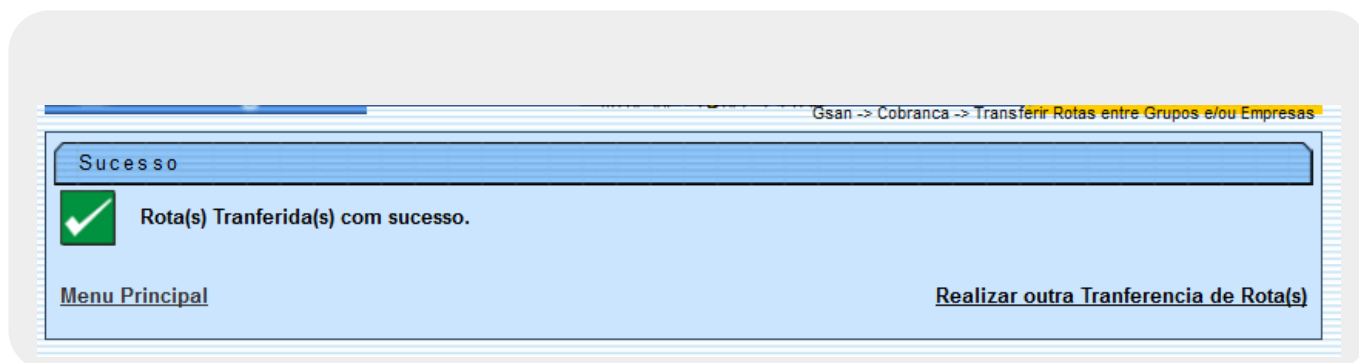 Gsan -> Cobranca -> Transferir Rotas entre Grupos e/ou Empresas
Sucesso
Rota(s) Tranferida(s) com sucesso.
Menu Principal
Realizar outra Tranferencia de Rota(s)